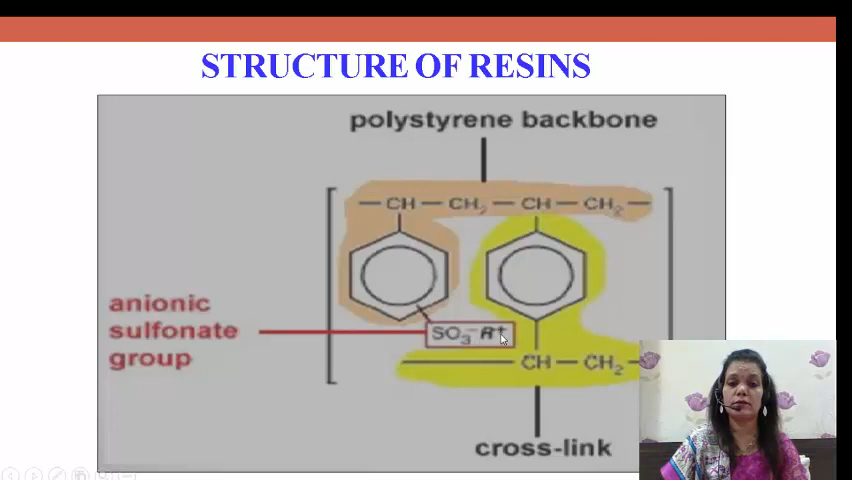 STRUCTURE OF RESINS
polystyrene backbone
— CH — CH2 — CH — CH2 —
anionic
sulfonate
group
SO3⁻R⁺
CH — CH2
cross-link